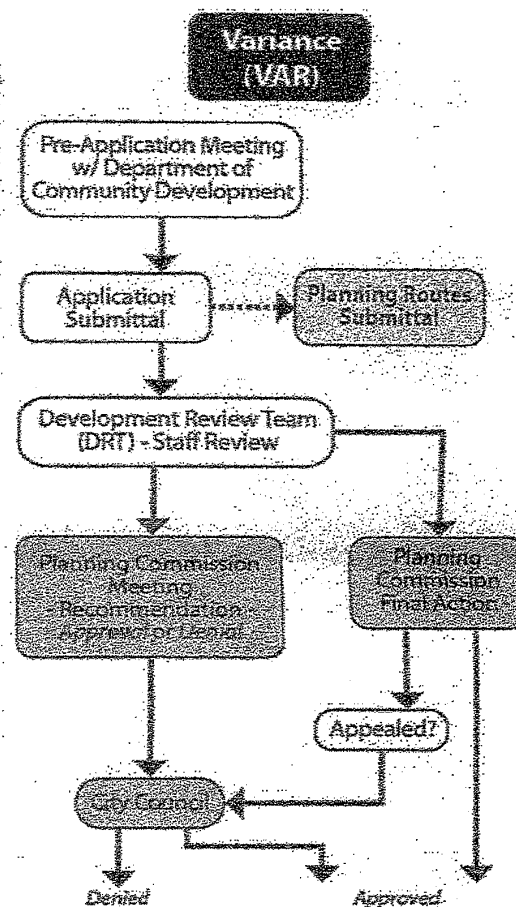 Variance
(VAR)
Pre-Application Meeting
w/ Department of
Community Development
Application
Submittal
Planning Routes
Submittal
Development Review Team
(DRT) - Staff Review
Planning Commission
Meeting
- Recommendation -
Approval or Denial
Planning
Commission
Final Action
Appealed?
City Council
Denied
Approved